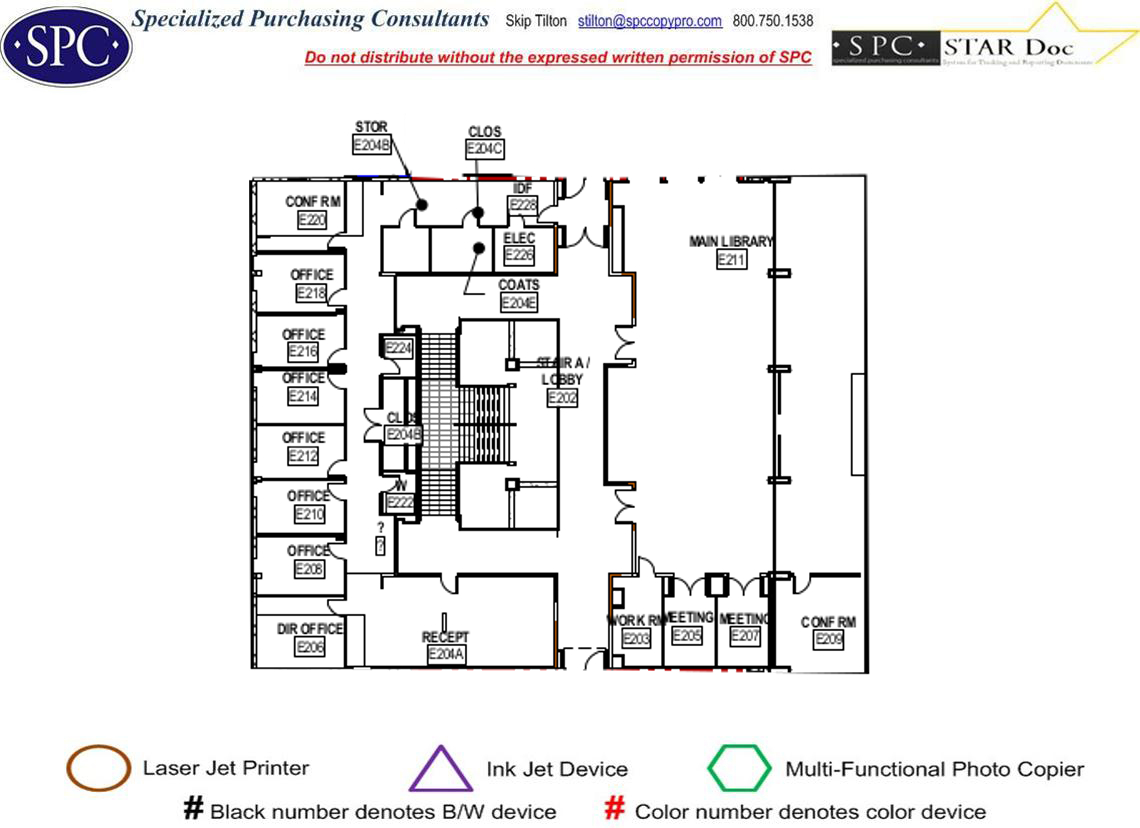 SPC
Specialized Purchasing Consultants Skip Tilton stilton@spccopypro.com 800.750.1538
Do not distribute without the expressed written permission of SPC
SPC
specialized purchasing consultants
STAR Doc
System for Tracking and Reporting Documents
STOR
E204B
CLOS
E204C
CONF RM
E220
IDF
E228
ELEC
E226
MAIN LIBRARY
E211
OFFICE
E218
COATS
E204E
OFFICE
E216
E224
STAIR A /
LOBBY
E202
OFFICE
E214
CLOS
E204B
OFFICE
E212
W
E222
OFFICE
E210
?
?
OFFICE
E208
DIR OFFICE
E206
RECEPT
E204A
WORK RM
E203
MEETING
E205
MEETING
E207
CONF RM
E209
Laser Jet Printer
Ink Jet Device
Multi-Functional Photo Copier
# Black number denotes B/W device
# Color number denotes color device